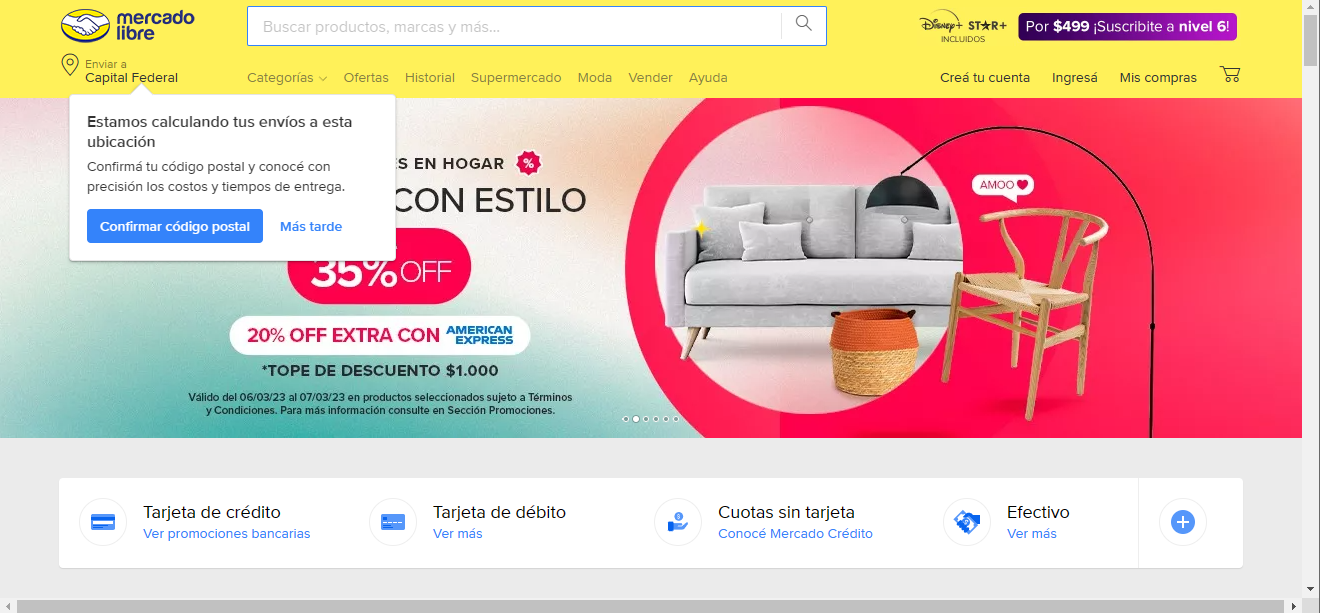 mercado
libre
Buscar productos, marcas y más...
Disney+ STAR+
INCLUIDOS
Por $499 ¡Suscribite a nivel 6!
Enviar a
Capital Federal
Categorías
Ofertas
Historial
Supermercado
Moda
Vender
Ayuda
Creá tu cuenta
Ingresá
Mis compras
Estamos calculando tus envíos a esta
ubicación
Confirmá tu código postal y conocé con
precisión los costos y tiempos de entrega.
Confirmar código postal
Más tarde
ES EN HOGAR %
CON ESTILO
35% OFF
20% OFF EXTRA CON AMERICAN EXPRESS
*TOPE DE DESCUENTO $1.000
Válido del 06/03/23 al 07/03/23 en productos seleccionados sujeto a Términos
y Condiciones. Para más información consulte en Sección Promociones.
AMOO
Tarjeta de crédito
Ver promociones bancarias
Tarjeta de débito
Ver más
Cuotas sin tarjeta
Conocé Mercado Crédito
Efectivo
Ver más